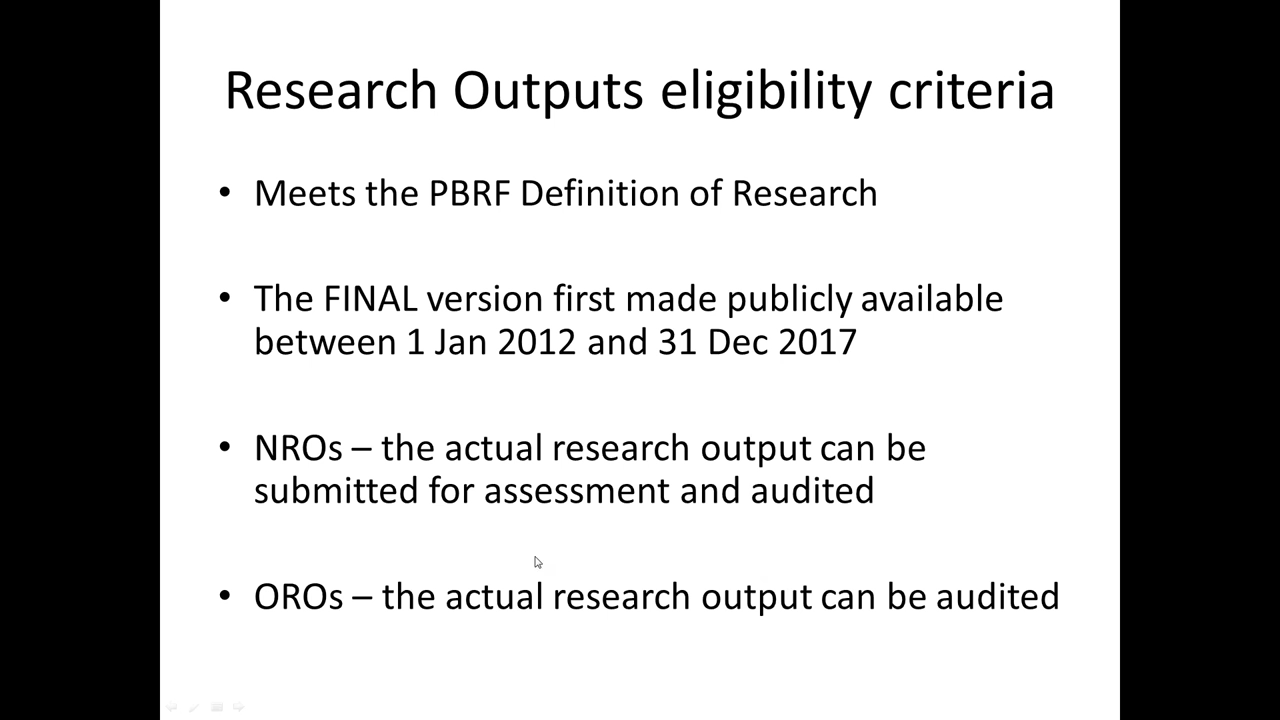 Research Outputs eligibility criteria
• Meets the PBRF Definition of Research
• The FINAL version first made publicly available
between 1 Jan 2012 and 31 Dec 2017
• NROs – the actual research output can be
submitted for assessment and audited
• OROs – the actual research output can be audited